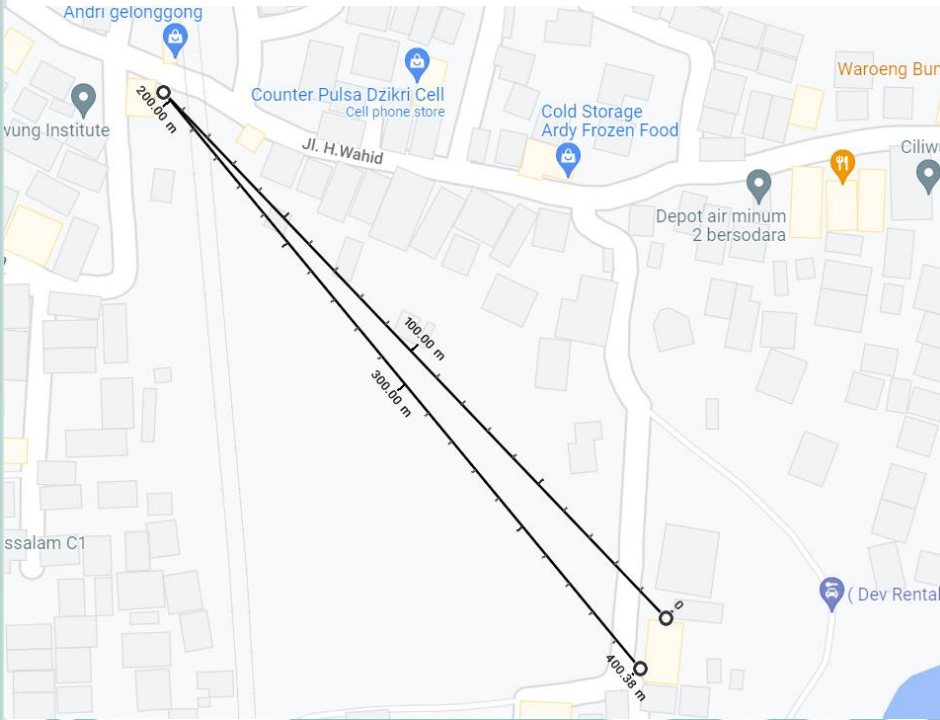 Andri gelonggong
200.00 m
wung Institute
Counter Pulsa Dzikri Cell
Cell phone store
Jl. H.Wahid
Cold Storage
Ardy Frozen Food
Waroeng Bun
Ciliw
Depot air minum
2 bersodara
100.00 m
300.00 m
ssalam C1
0
( Dev Rental
400.38 m